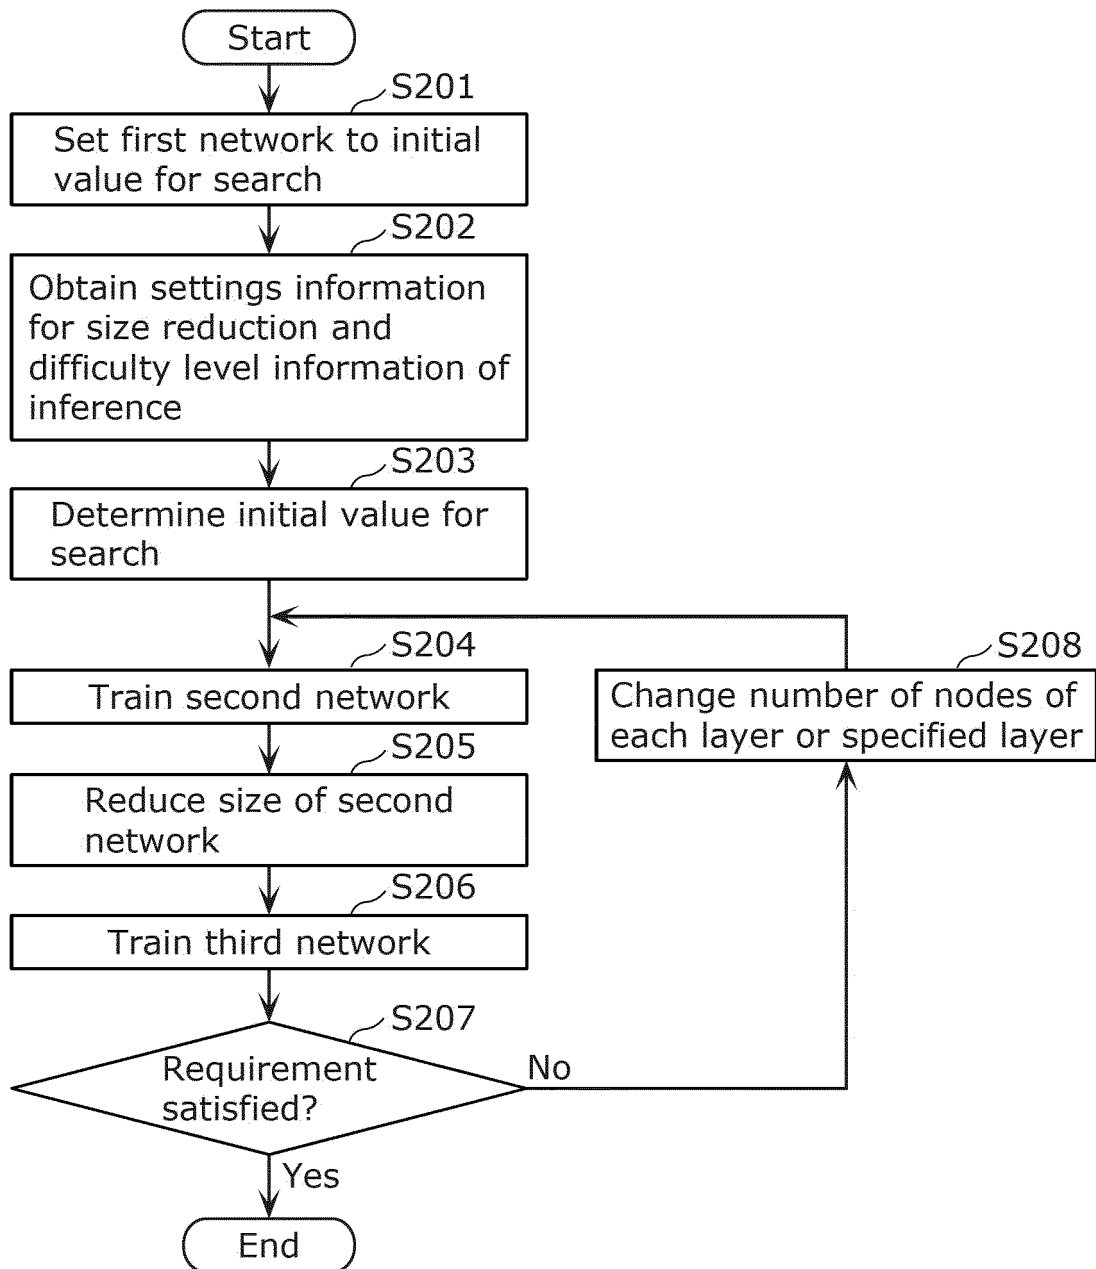 Start
S201
Set first network to initial
value for search
S202
Obtain settings information
for size reduction and
difficulty level information of
inference
S203
Determine initial value for
search
S204
Train second network
S208
Change number of nodes of
each layer or specified layer
S205
Reduce size of second
network
S206
Train third network
S207
Requirement
satisfied?
No
Yes
End